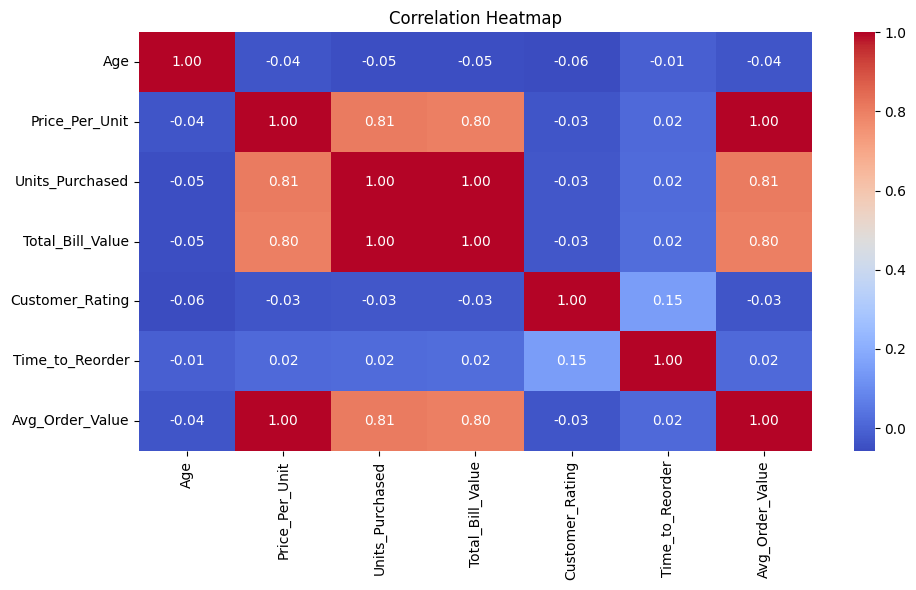 Correlation Heatmap
Age 1.00 -0.04 -0.05 -0.05 -0.06 -0.01 -0.04
Price_Per_Unit -0.04 1.00 0.81 0.80 -0.03 0.02 1.00
Units_Purchased -0.05 0.81 1.00 1.00 -0.03 0.02 0.81
Total_Bill_Value -0.05 0.80 1.00 1.00 -0.03 0.02 0.80
Customer_Rating -0.06 -0.03 -0.03 -0.03 1.00 0.15 -0.03
Time_to_Reorder -0.01 0.02 0.02 0.02 0.15 1.00 0.02
Avg_Order_Value -0.04 1.00 0.81 0.80 -0.03 0.02 1.00
Age
Price_Per_Unit
Units_Purchased
Total_Bill_Value
Customer_Rating
Time_to_Reorder
Avg_Order_Value
1.0
0.8
0.6
0.4
0.2
0.0